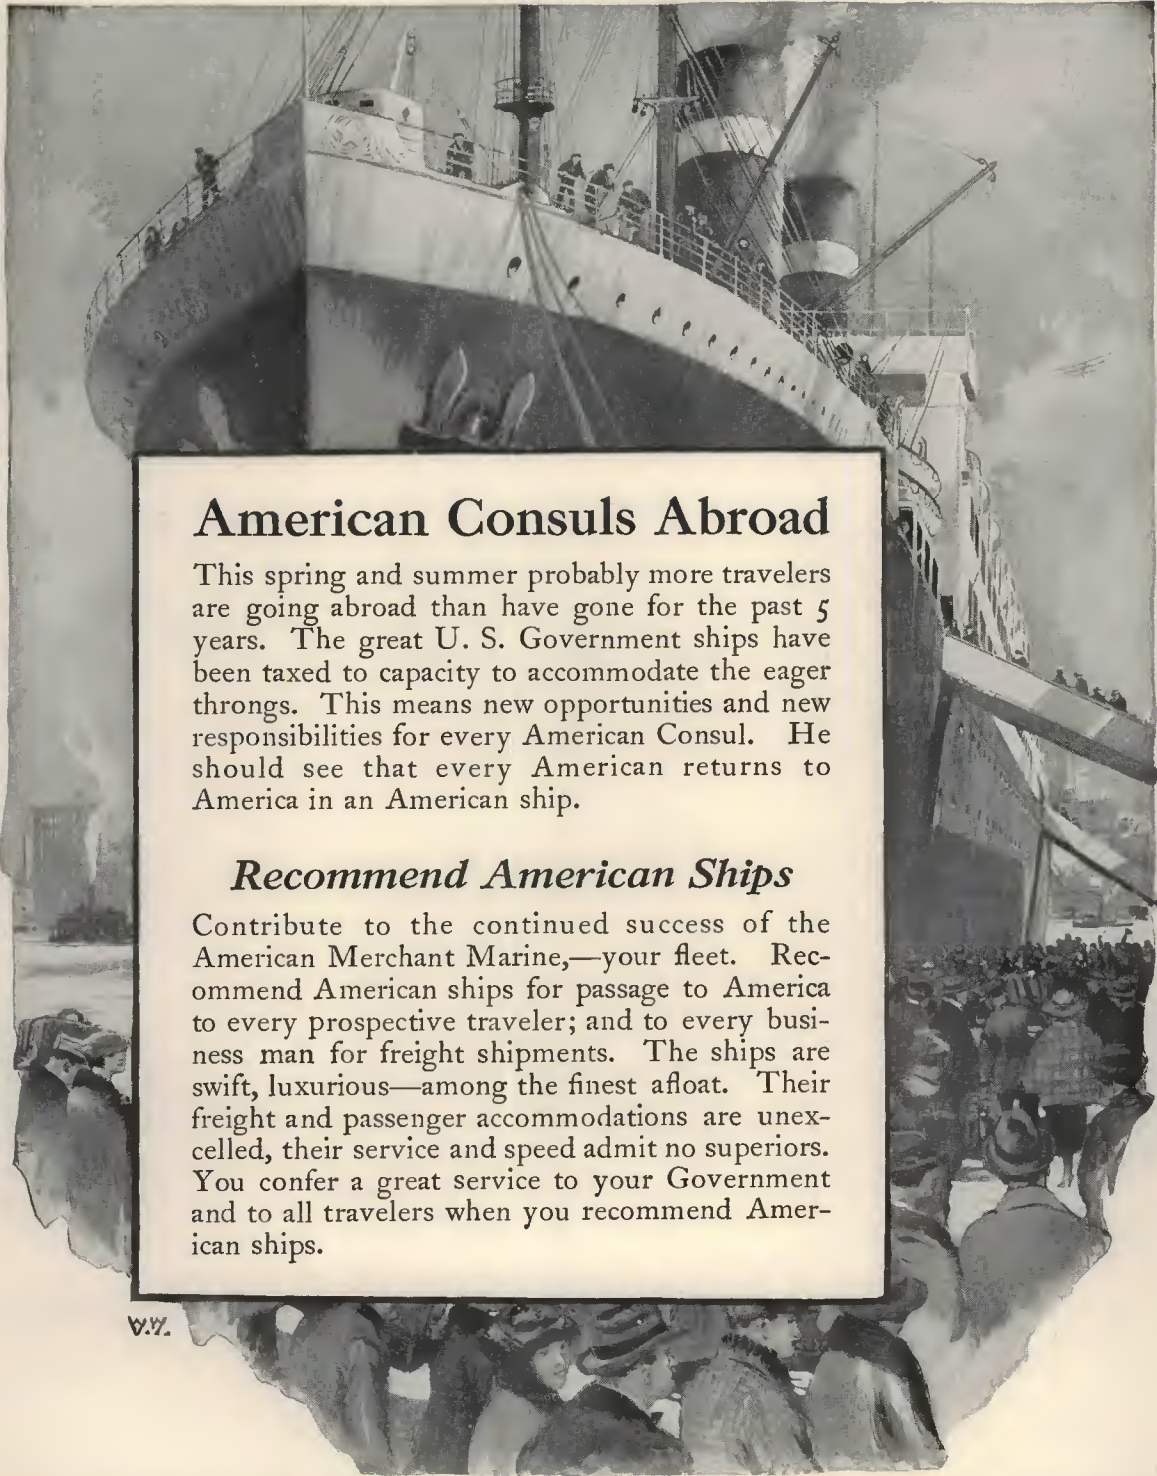 American Consuls Abroad
This spring and summer probably more travelers
are going abroad than have gone for the past 5
years. The great U. S. Government ships have
been taxed to capacity to accommodate the eager
throngs. This means new opportunities and new
responsibilities for every American Consul. He
should see that every American returns to
America in an American ship.
Recommend American Ships
Contribute to the continued success of the
American Merchant Marine,—your fleet. Rec-
ommend American ships for passage to America
to every prospective traveler; and to every busi-
ness man for freight shipments. The ships are
swift, luxurious—among the finest afloat. Their
freight and passenger accommodations are unex-
celled, their service and speed admit no superiors.
You confer a great service to your Government
and to all travelers when you recommend Amer-
ican ships.
W.W.